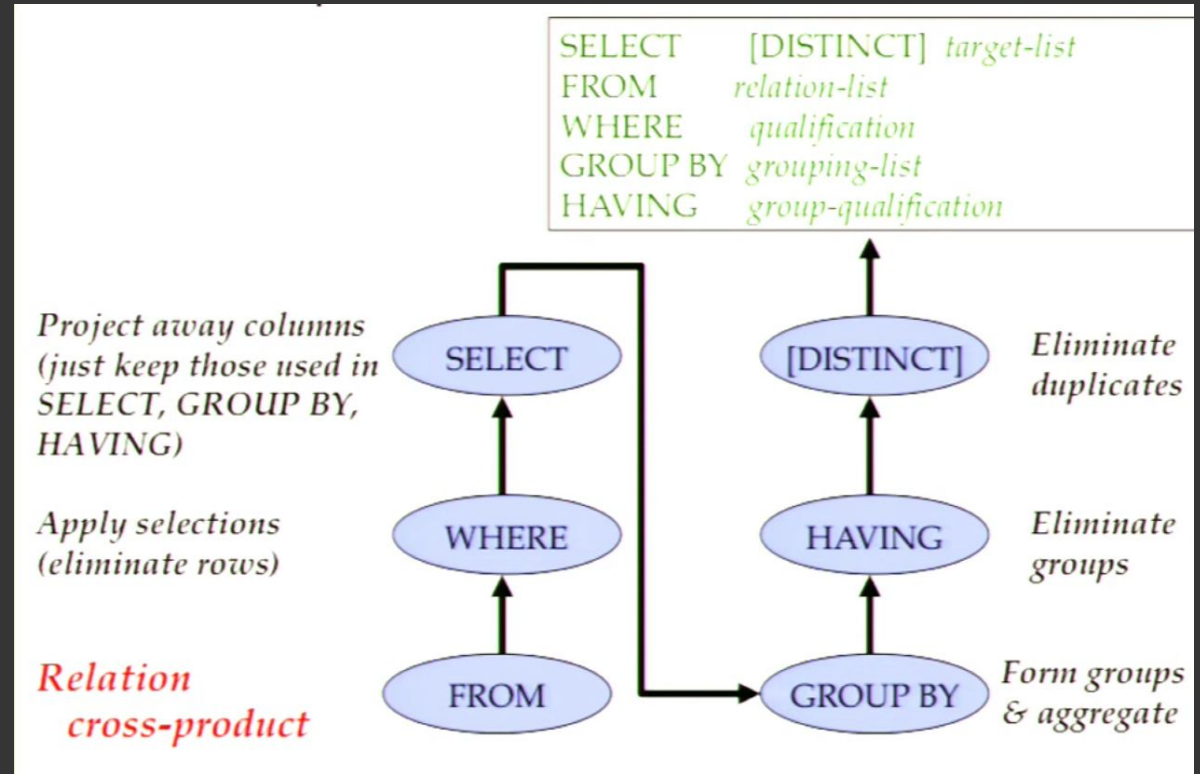 SELECT [DISTINCT] target-list
FROM relation-list
WHERE qualification
GROUP BY grouping-list
HAVING group-qualification
Project away columns
(just keep those used in
SELECT, GROUP BY,
HAVING)
SELECT
[DISTINCT]
Eliminate
duplicates
Apply selections
(eliminate rows)
WHERE
HAVING
Eliminate
groups
Relation
cross-product
FROM
GROUP BY
Form groups
& aggregate